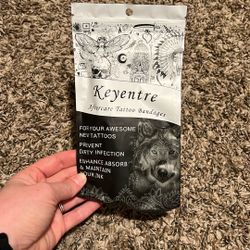 Keyentre
Aftercare Tattoo Bandages
FOR YOUR AWESOME
NEW TATTOOS
PREVENT
DIRTY INFECTION
ENHANCE ABSORB
& MAINTAIN
YOUR INK